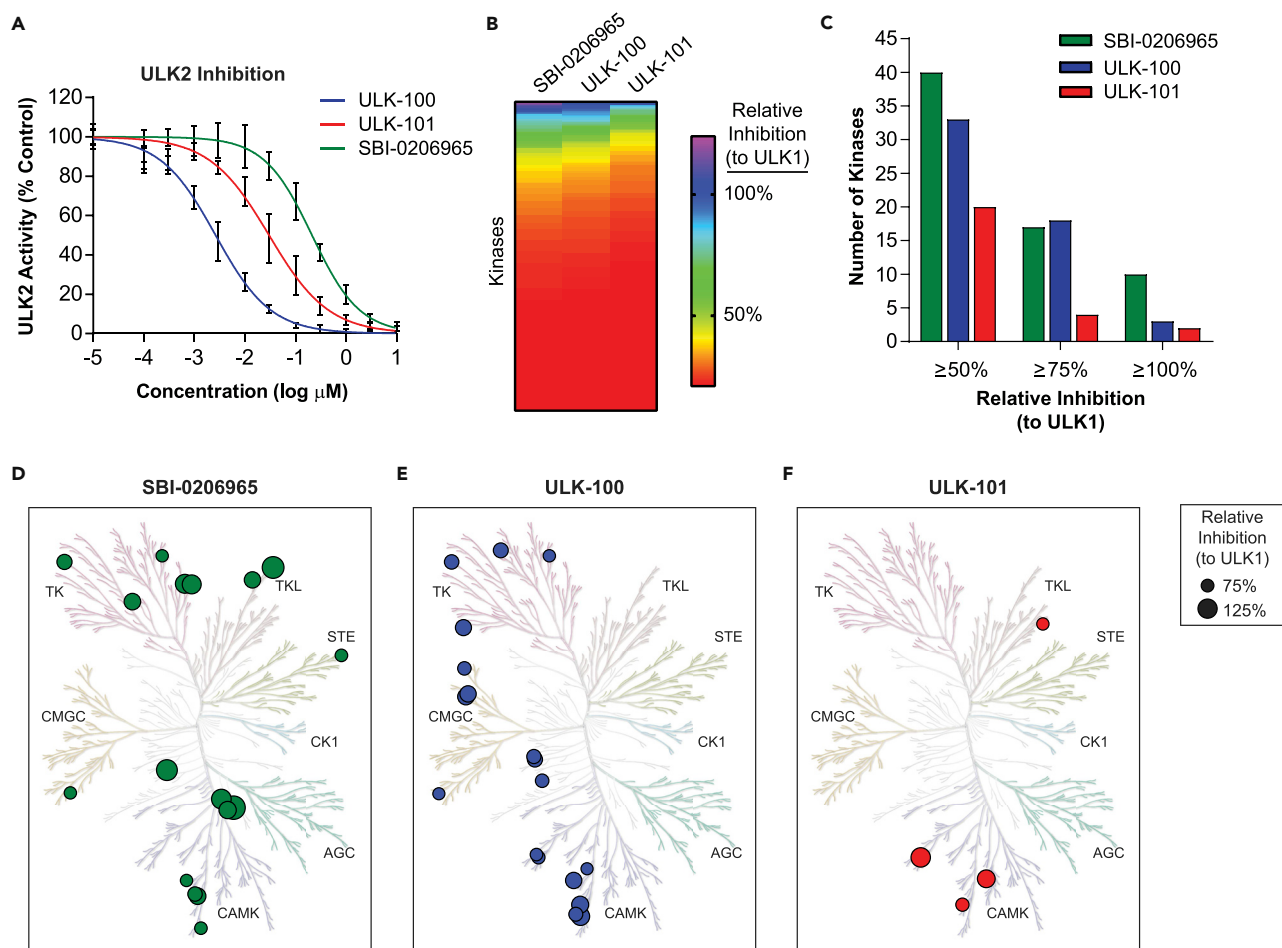 A
ULK2 Inhibition
ULK2 Activity (% Control)
120
100
80
60
40
20
0
-5
-4
-3
-2
-1
0
1
Concentration (log μM)
ULK-100
ULK-101
SBI-0206965
B
SBI-0206965
ULK-100
ULK-101
Kinases
Relative
Inhibition
(to ULK1)
100%
50%
C
SBI-0206965
ULK-100
ULK-101
Number of Kinases
45
40
35
30
25
20
15
10
5
0
≥50%
≥75%
≥100%
Relative Inhibition
(to ULK1)
D
SBI-0206965
TK
TKL
STE
CMGC
CK1
AGC
CAMK
E
ULK-100
TK
TKL
STE
CMGC
CK1
AGC
CAMK
F
ULK-101
TK
TKL
STE
CMGC
CK1
AGC
CAMK
Relative
Inhibition
(to ULK1)
75%
125%